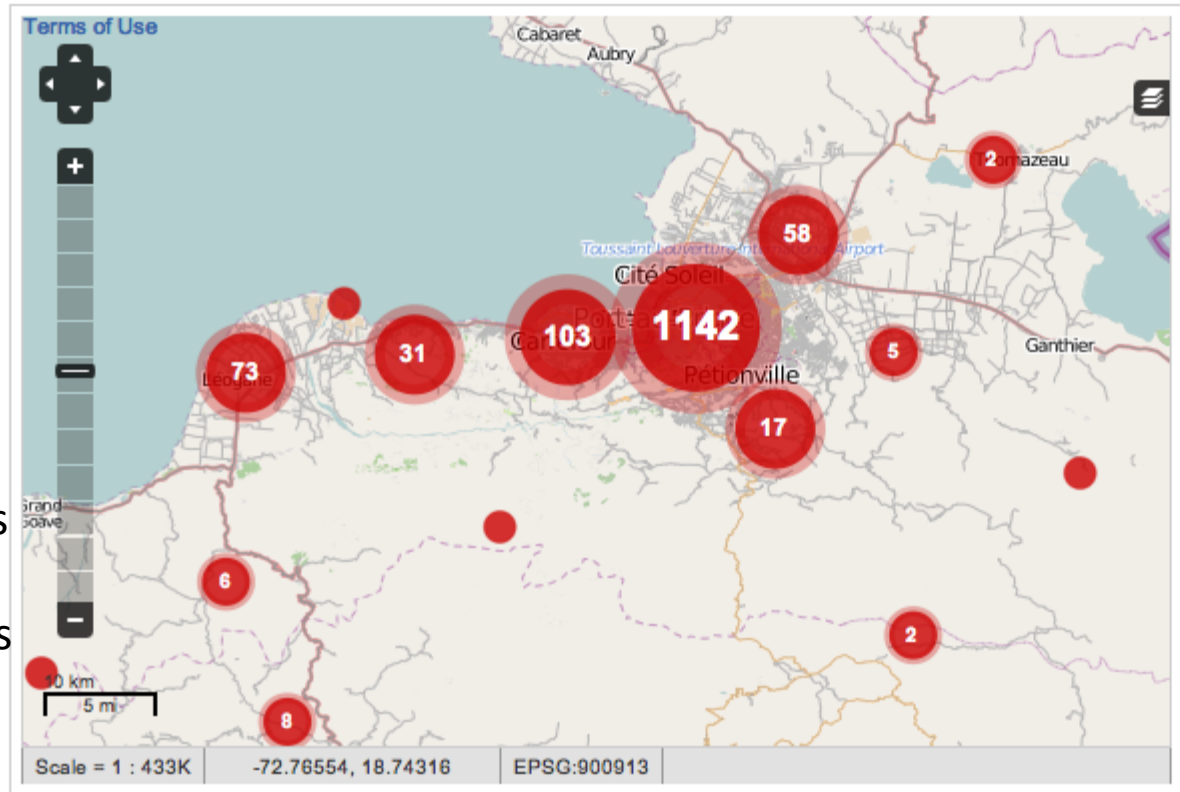 Terms of Use
Cabaret
Aubry
2
Thomazeau
58
Toussaint Louverture International Airport
Cité Soleil
1142
103
31
73
Léogane
5
Ganthier
Pétionville
17
Grand
Goave
s
6
s
2
10 km
5 mi
8
Scale = 1 : 433K
-72.76554, 18.74316
EPSG:900913